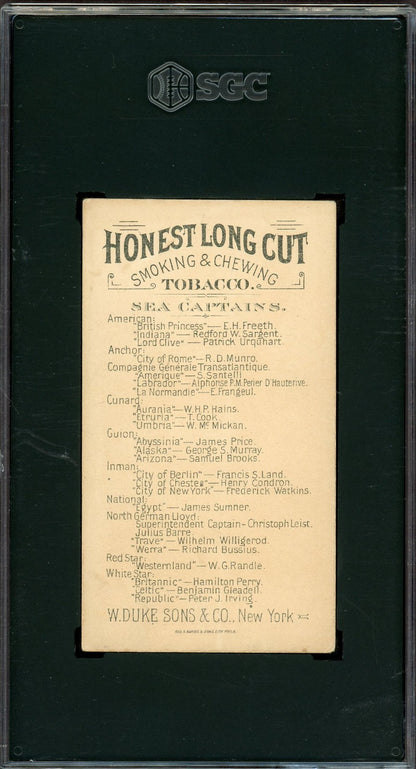 SGC
HONEST LONG CUT
SMOKING & CHEWING
TOBACCO.
SEA CAPTAINS.
American:
"British Princess"—E.H. Freeth.
"Indiana"— Redford W. Sargent.
"Lord Clive"— Patrick Urquhart.
Anchor:
"City of Rome"—R.D. Munro.
Compagnie Génerale Transatlantique.
"Amerique"—S. Santelli.
"Labrador"—Alphonse P.M. Perier D'Hauterive.
"La Normandie"—E. Frangeul.
Cunard:
"Aurania"—W.H.P. Hains.
"Etruria"—T. Cook.
"Umbria"—W. Mc Mickan.
Guion:
"Abyssinia"—James Price.
"Alaska"—George S. Murray.
"Arizona"—Samuel Brooks.
Inman:
"City of Berlin"—Francis S. Land.
"City of Chester"—Henry Condron.
"City of New York"—Frederick Watkins.
National:
"Egypt"—James Sumner.
North German Lloyd:
Superintendent Captain—Christoph Leist.
Julius Barre.
"Trave"—Wilhelm Willigerod.
"Werra"—Richard Bussius.
Red Star:
"Westernland"—W.G. Randle.
White Star:
"Britannic"—Hamilton Perry.
"Celtic"—Benjamin Gleadell.
"Republic"—Peter J. Irving.
W. DUKE SONS & CO., New York